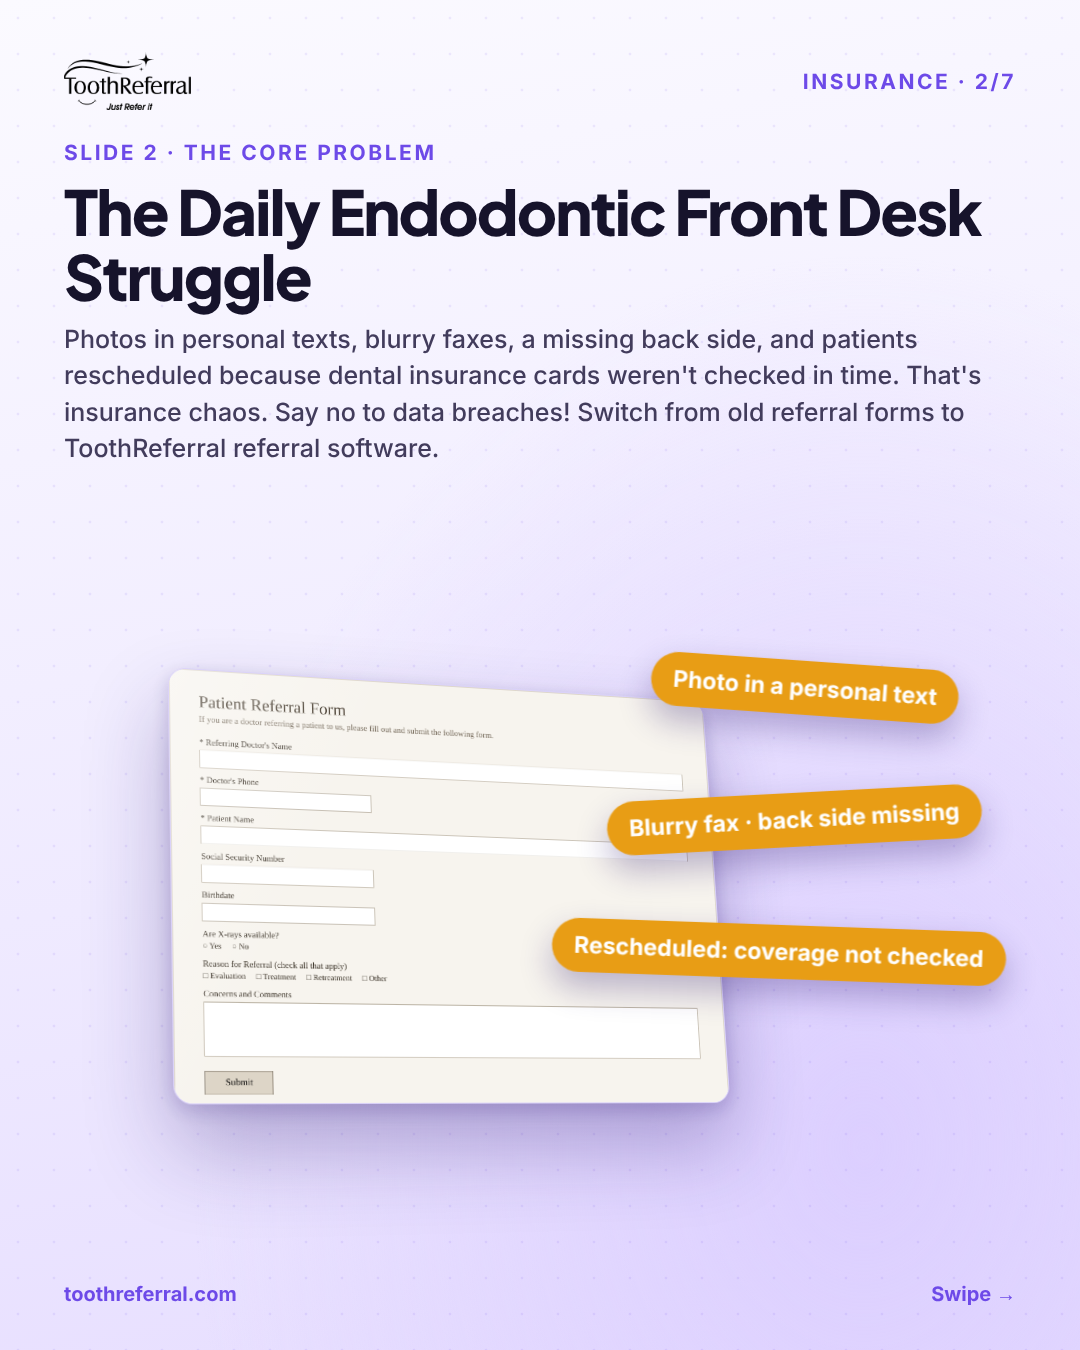 ToothReferral
Just Refer it
INSURANCE · 2/7
SLIDE 2 · THE CORE PROBLEM
The Daily Endodontic Front Desk
Struggle
Photos in personal texts, blurry faxes, a missing back side, and patients
rescheduled because dental insurance cards weren't checked in time. That's
insurance chaos. Say no to data breaches! Switch from old referral forms to
ToothReferral referral software.
Photo in a personal text
Patient Referral Form
If you are a doctor referring a patient to us, please fill out and submit the following form.
* Referring Doctor's Name
* Doctor's Phone
Blurry fax · back side missing
* Patient Name
Social Security Number
Birthdate
Are X-rays available?
Yes No
Rescheduled: coverage not checked
Reason for Referral (check all that apply)
Evaluation Treatment Retreatment Other
Concerns and Comments
Submit
toothreferral.com
Swipe →